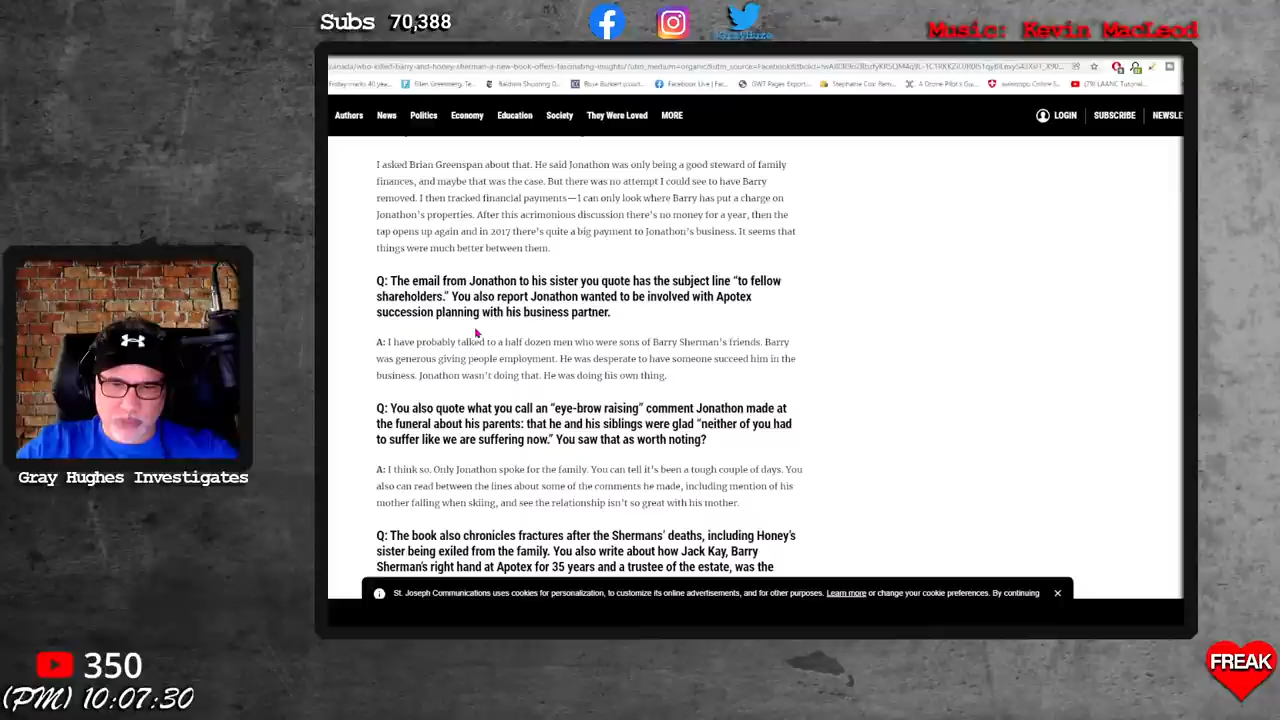 Subs 70,388
Music: Kevin MacLeod
Authors News Politics Economy Education Society They Were Loved MORE LOGIN SUBSCRIBE NEWSLE
I asked Brian Greenspan about that. He said Jonathon was only being a good steward of family
finances, and maybe that was the case. But there was no attempt I could see to have Barry
removed. I then tracked financial payments—I can only look where Barry has put a charge on
Jonathon's properties. After this acrimonious discussion there's no money for a year, then the
tap opens up again and in 2017 there's quite a big payment to Jonathon's business. It seems that
things were much better between them.
Q: The email from Jonathon to his sister you quote has the subject line “to fellow
shareholders.” You also report Jonathon wanted to be involved with Apotex
succession planning with his business partner.
A: I have probably talked to a half dozen men who were sons of Barry Sherman's friends. Barry
was generous giving people employment. He was desperate to have someone succeed him in the
business. Jonathon wasn't doing that. He was doing his own thing.
Q: You also quote what you call an “eye-brow raising” comment Jonathon made at
the funeral about his parents: that he and his siblings were glad “neither of you had
to suffer like we are suffering now.” You saw that as worth noting?
A: I think so. Only Jonathon spoke for the family. You can tell it's been a tough couple of days. You
also can read between the lines about some of the comments he made, including mention of his
mother falling when skiing, and see the relationship isn't so great with his mother.
Q: The book also chronicles fractures after the Shermans' deaths, including Honey's
sister being exiled from the family. You also write about how Jack Kay, Barry
Sherman's right hand at Apotex for 35 years and a trustee of the estate, was the
St. Joseph Communications uses cookies for personalization, to customize its online advertisements, and for other purposes. Learn more or change your cookie preferences. By continuing
Gray Hughes Investigates
350
(PM) 10:07:30
FREAK